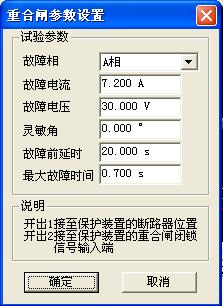 重合闸参数设置
试验参数
故障相 A相
故障电流 7.200 A
故障电压 30.000 V
灵敏角 0.000 °
故障前延时 20.000 s
最大故障时间 0.700 s
说明
开出1接至保护装置的断路器位置
开出2接至保护装置的重合闸闭锁
信号输入端
确定 取消